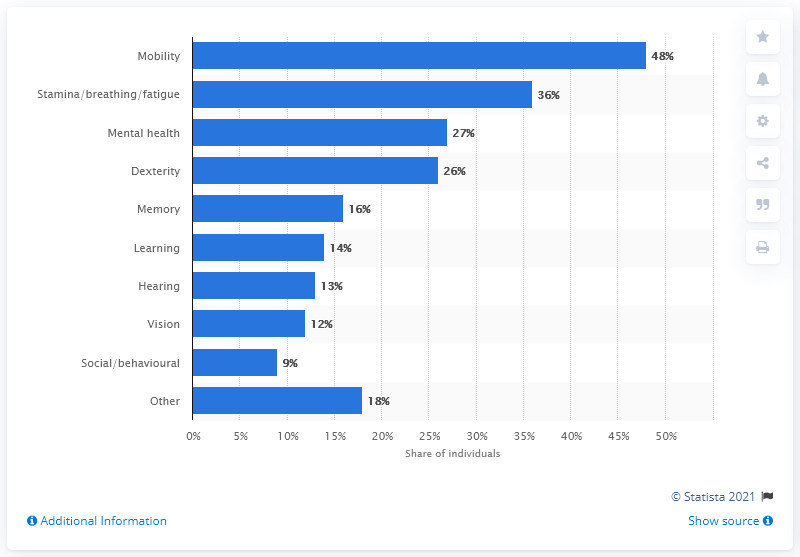 Mobility 48%
Stamina/breathing/fatigue 36%
Mental health 27%
Dexterity 26%
Memory 16%
Learning 14%
Hearing 13%
Vision 12%
Social/behavioural 9%
Other 18%
0% 5% 10% 15% 20% 25% 30% 35% 40% 45% 50%
Share of individuals
© Statista 2021
Additional Information Show source